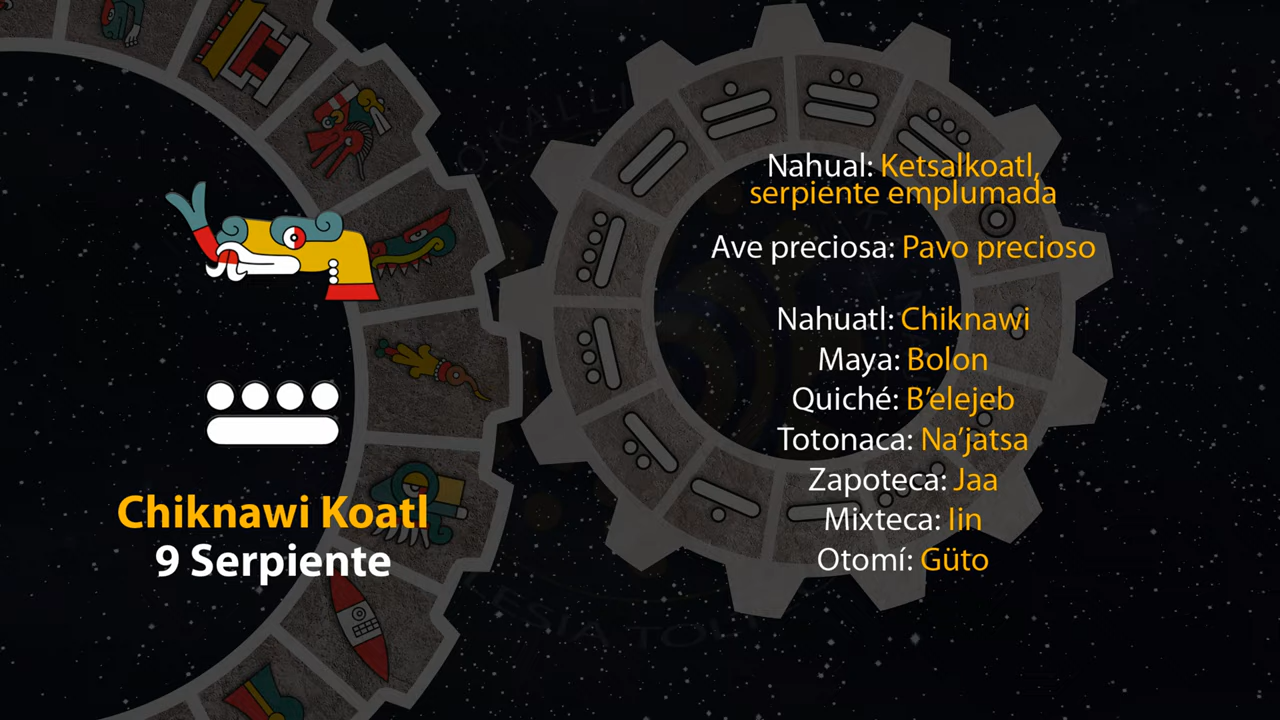 Chiknawi Koatl
9 Serpiente
Nahual: Ketsalkoatl,
serpiente emplumada
Ave preciosa: Pavo precioso
Nahuatl: Chiknawi
Maya: Bolon
Quiché: B’elejeb
Totonaca: Na’jatsa
Zapoteca: Jaa
Mixteca: Iin
Otomí: Güto